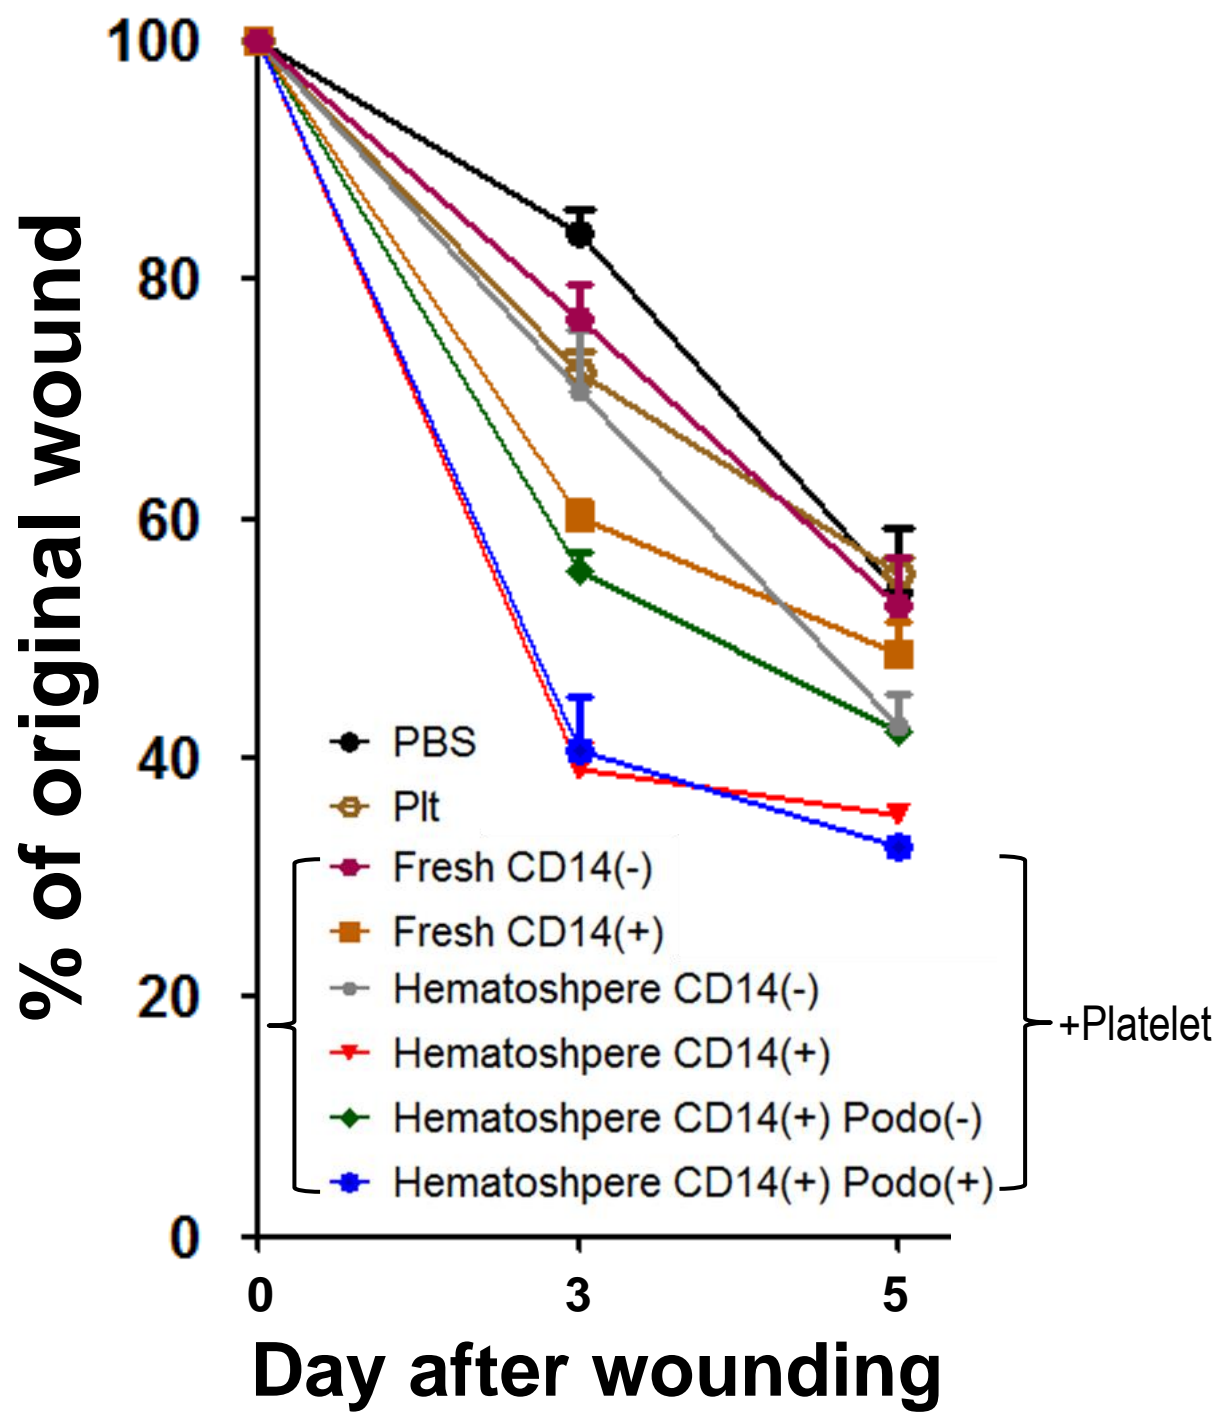 % of original wound
100
80
60
40
20
0
PBS
Plt
Fresh CD14(-)
Fresh CD14(+)
Hematoshpere CD14(-)
Hematoshpere CD14(+)
Hematoshpere CD14(+) Podo(-)
Hematoshpere CD14(+) Podo(+)
+Platelet
0 3 5
Day after wounding